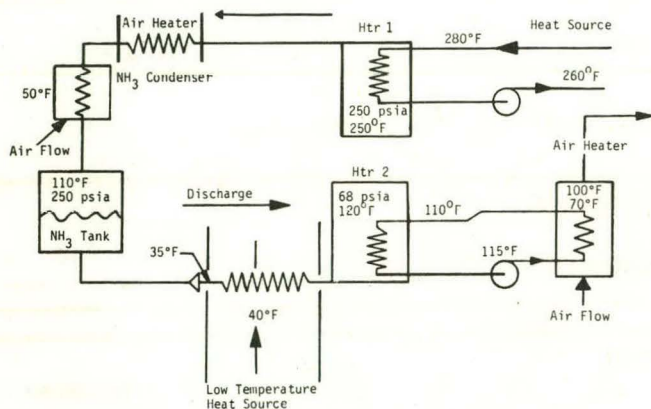 Air Heater
Htr 1
Heat Source
280°F
260°F
NH3 Condenser
50°F
250 psia
250°F
Air Flow
Air Heater
110°F
250 psia
NH3 Tank
Discharge
Htr 2
68 psia
120°F
110°F
100°F
70°F
35°F
115°F
40°F
Air Flow
Low Temperature
Heat Source